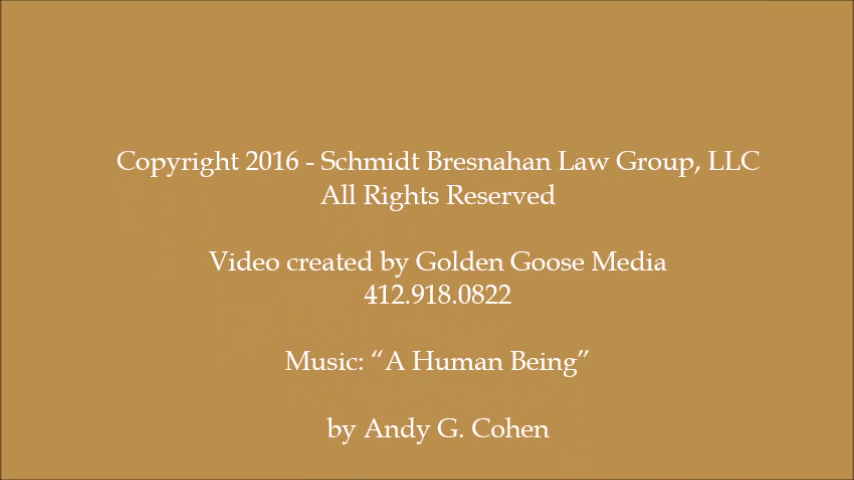 Copyright 2016 - Schmidt Bresnahan Law Group, LLC
All Rights Reserved
Video created by Golden Goose Media
412.918.0822
Music: “A Human Being”
by Andy G. Cohen